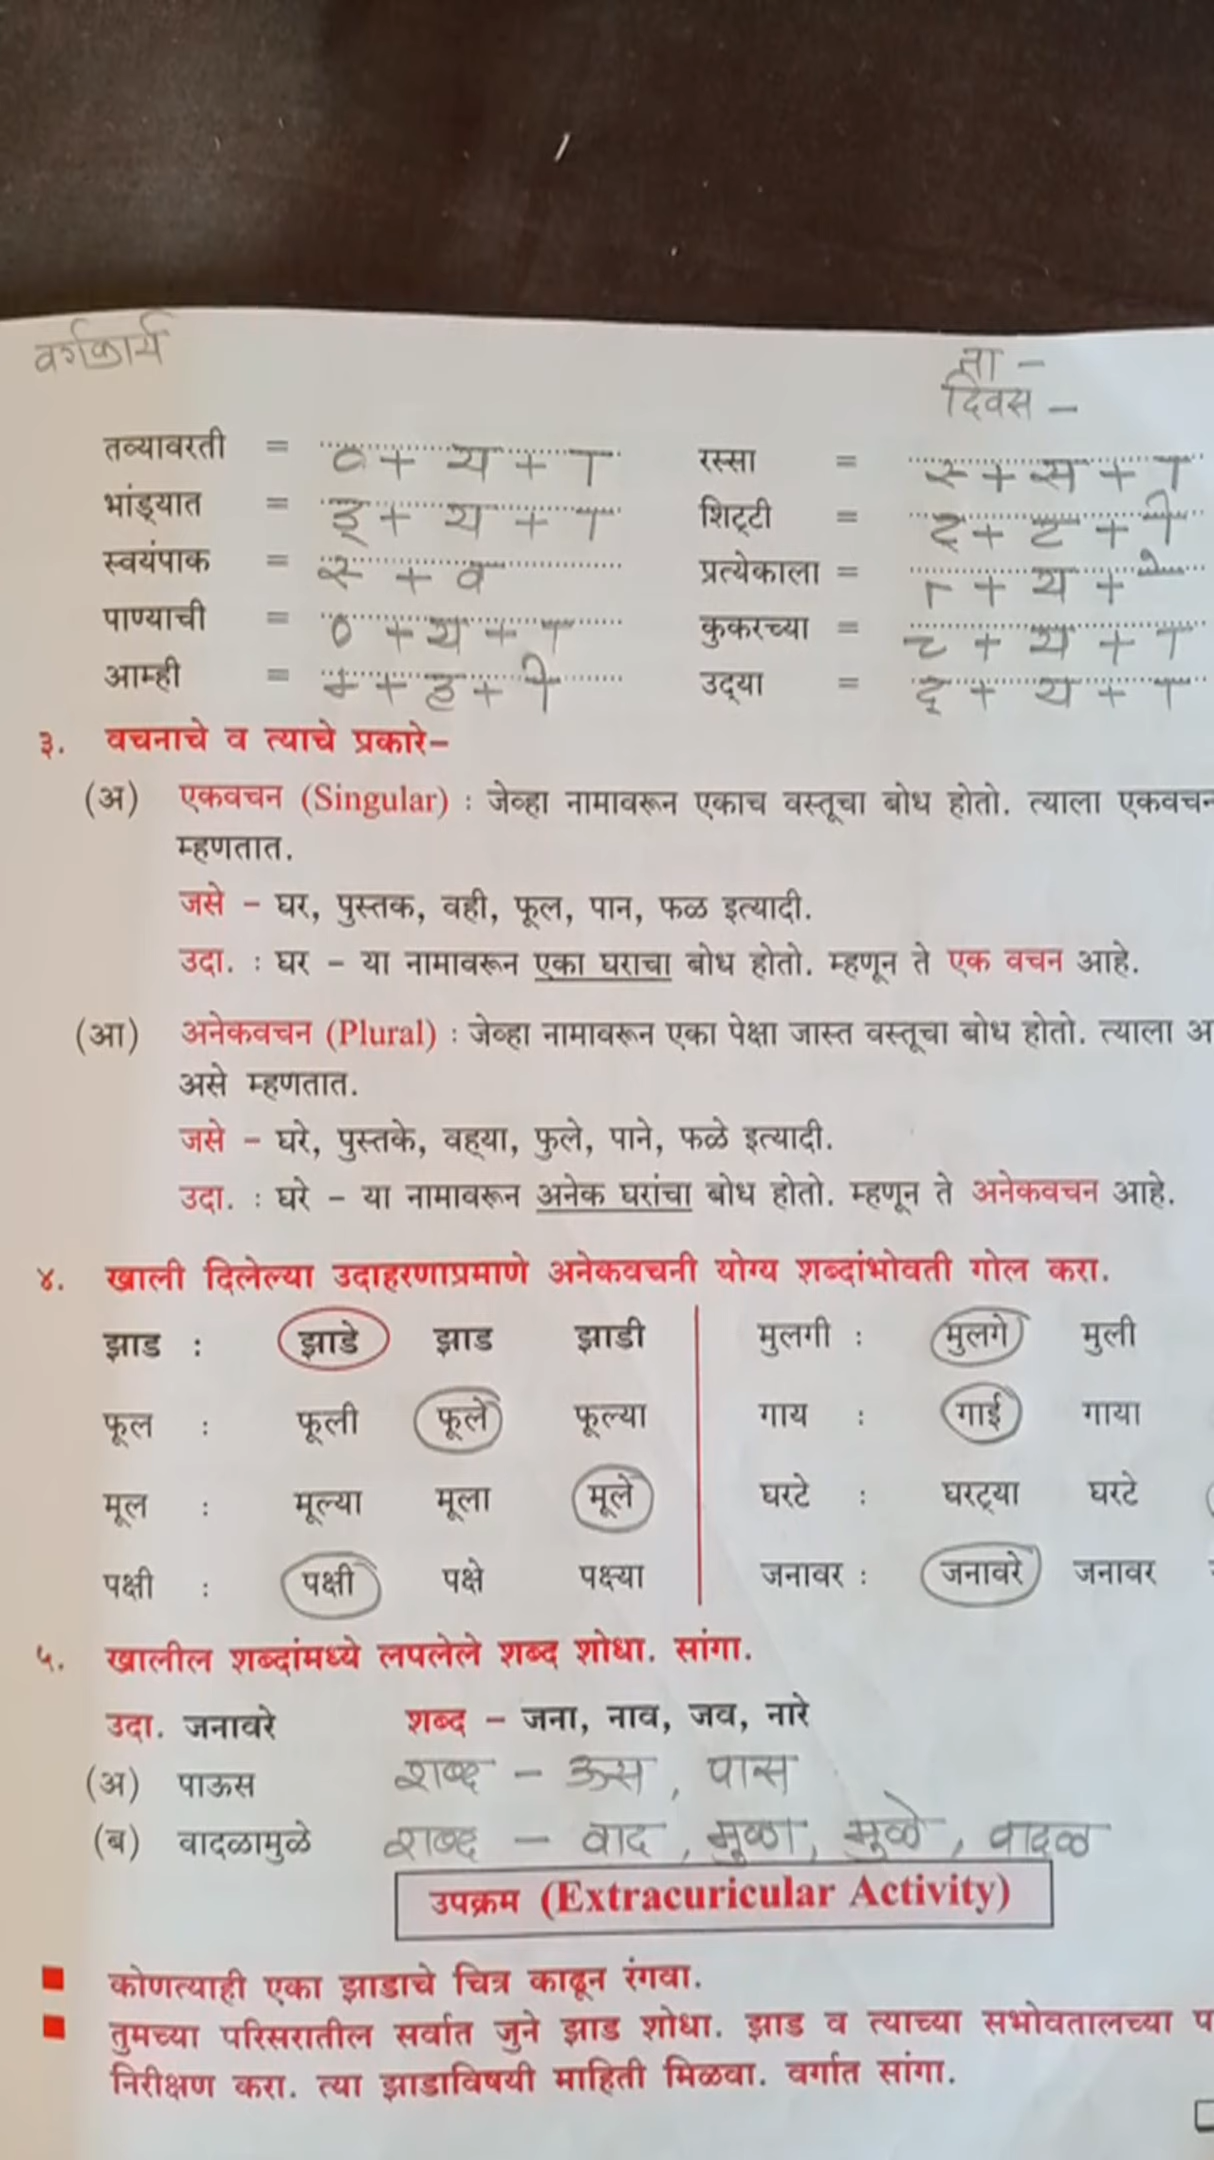 वर्गकार्य
ता -
दिवस -
तव्यावरती = व्+ य + ा रस्सा = स्+ स + ा
भांड्यात = ड्+ य + ा शिट्टी = ट्+ ट + ी
स्वयंपाक = स् + व प्रत्येकाला = त् + य + े
पाण्याची = ण् + य + ा कुकरच्या = च् + य + ा
आम्ही = म् + ह + ी उद्या = द् + य + ा
३. वचनाचे व त्याचे प्रकारे–
(अ) एकवचन (Singular) : जेव्हा नामावरून एकाच वस्तूचा बोध होतो. त्याला एकवचन
म्हणतात.
जसे – घर, पुस्तक, वही, फूल, पान, फळ इत्यादी.
उदा. : घर – या नामावरून एका घराचा बोध होतो. म्हणून ते एक वचन आहे.
(आ) अनेकवचन (Plural) : जेव्हा नामावरून एका पेक्षा जास्त वस्तूचा बोध होतो. त्याला अ
असे म्हणतात.
जसे – घरे, पुस्तके, वह्या, फुले, पाने, फळे इत्यादी.
उदा. : घरे – या नामावरून अनेक घरांचा बोध होतो. म्हणून ते अनेकवचन आहे.
४. खाली दिलेल्या उदाहरणाप्रमाणे अनेकवचनी योग्य शब्दांभोवती गोल करा.
झाड : झाडे झाड झाडी मुलगी : मुलगे मुली
फूल : फूली फूले फूल्या गाय : गाई गाया
मूल : मूल्या मूला मूले घरटे : घरट्या घरटे
पक्षी : पक्षी पक्षे पक्ष्या जनावर : जनावरे जनावर
५. खालील शब्दांमध्ये लपलेले शब्द शोधा. सांगा.
उदा. जनावरे शब्द – जना, नाव, जव, नारे
(अ) पाऊस शब्द - ऊस, पास
(ब) वादळामुळे शब्द - वाद, मुळा, मुळे, वादळ
उपक्रम (Extracuricular Activity)
कोणत्याही एका झाडाचे चित्र काढून रंगवा.
तुमच्या परिसरातील सर्वात जुने झाड शोधा. झाड व त्याच्या सभोवतालच्या प
निरीक्षण करा. त्या झाडाविषयी माहिती मिळवा. वर्गात सांगा.